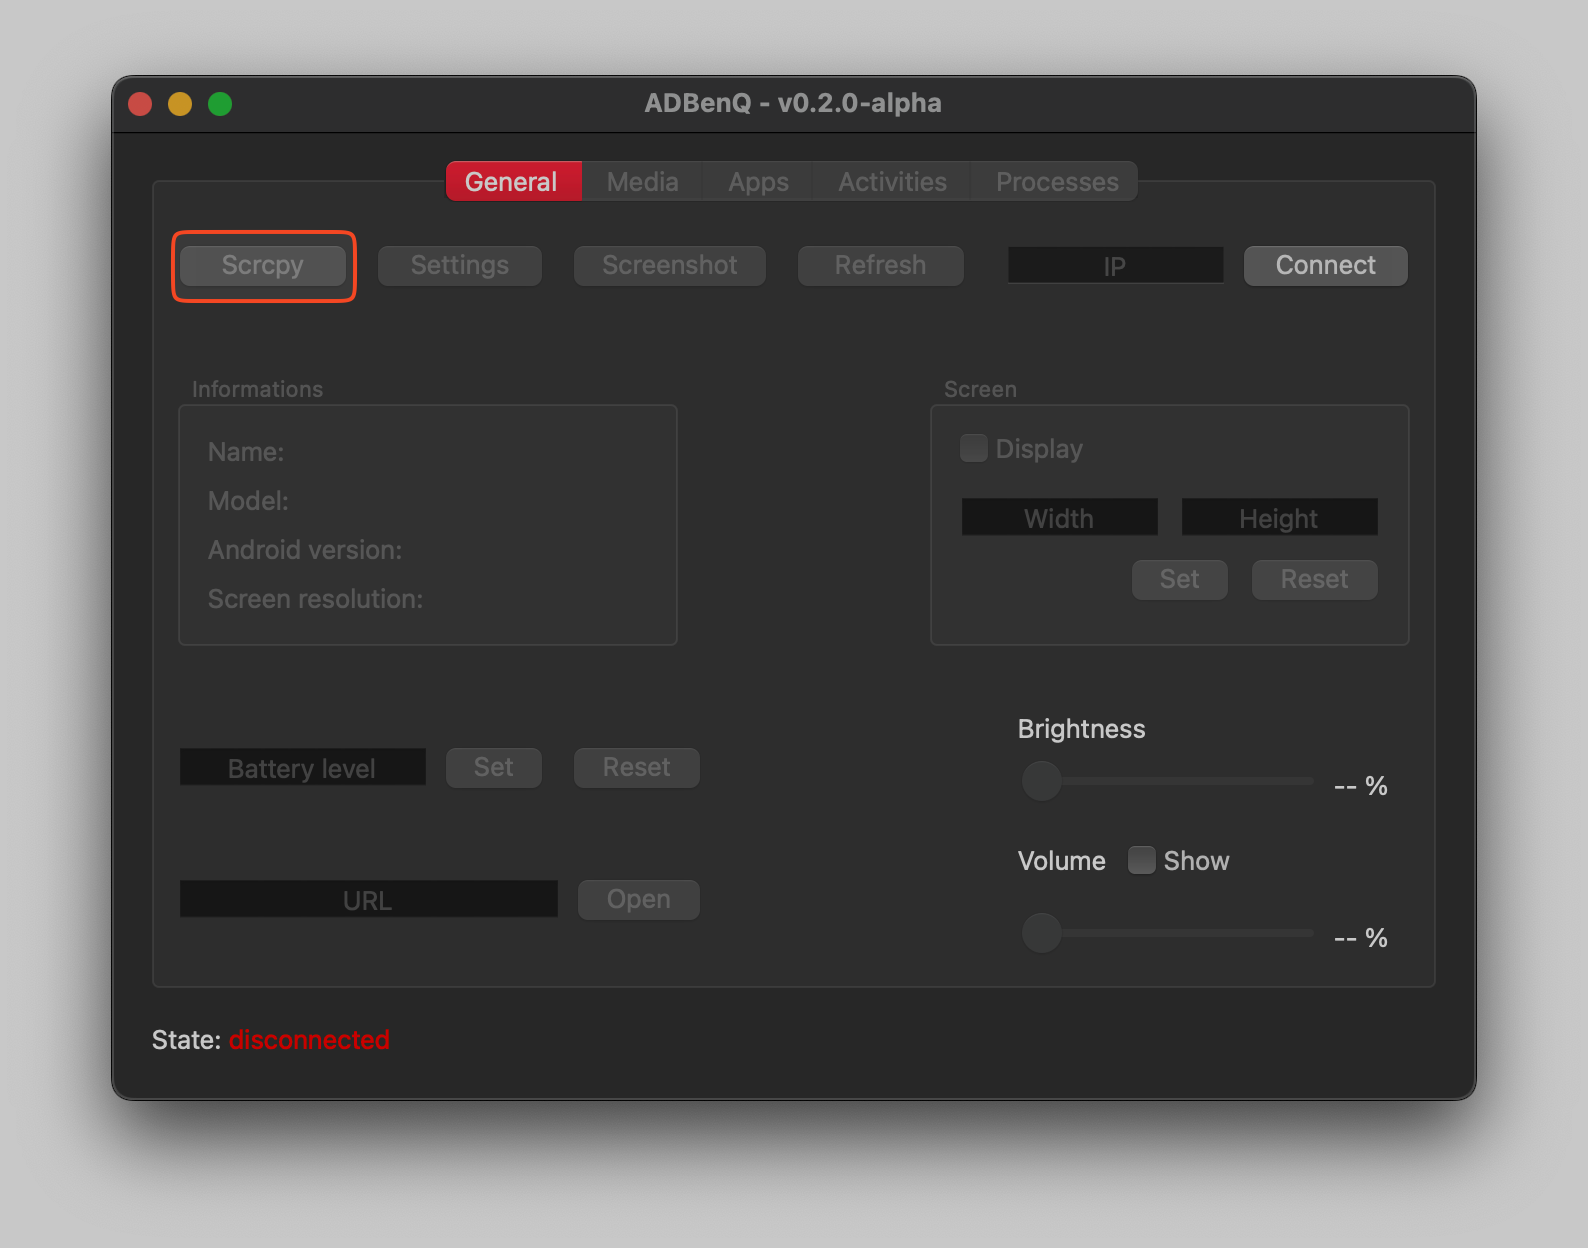 ADBenQ - v0.2.0-alpha
General Media Apps Activities Processes
Scrcpy Settings Screenshot Refresh IP Connect
Informations
Name:
Model:
Android version:
Screen resolution:
Screen
Display
Width Height
Set Reset
Battery level Set Reset
URL Open
Brightness
-- %
Volume Show
-- %
State: disconnected